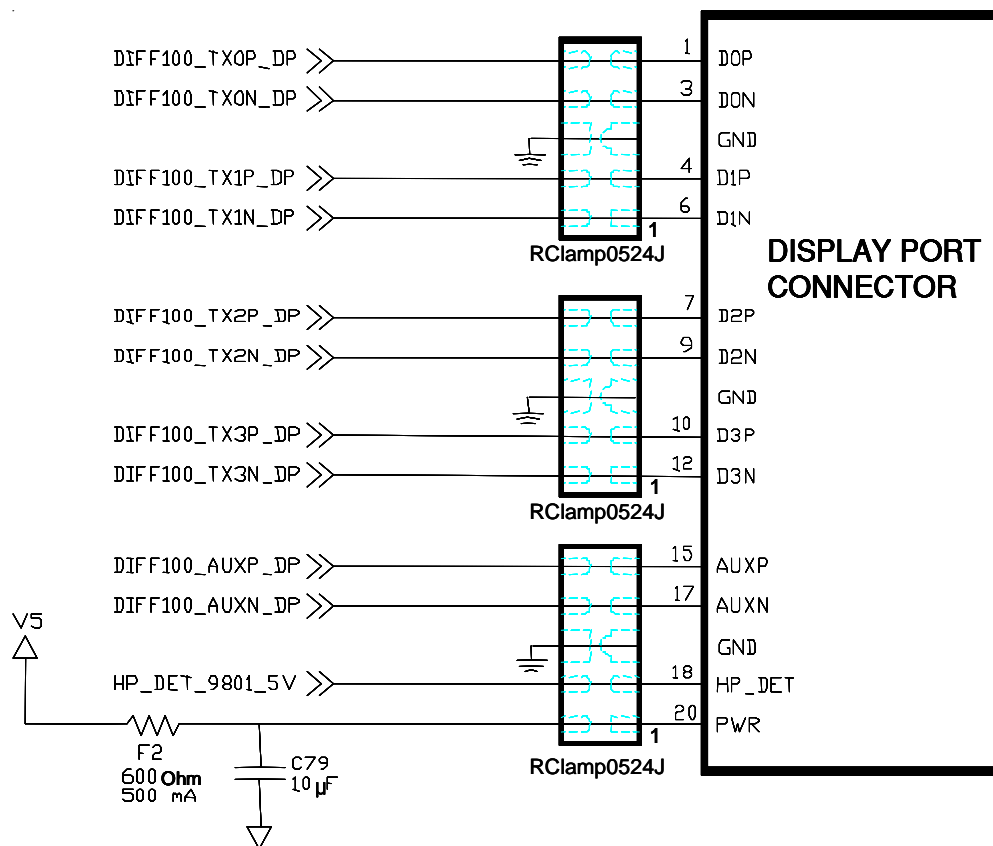 DIFF100_TX0P_DP 1 D0P
DIFF100_TX0N_DP 3 D0N
GND
DIFF100_TX1P_DP 4 D1P
DIFF100_TX1N_DP 6 D1N
1
RClamp0524J
DISPLAY PORT
CONNECTOR
DIFF100_TX2P_DP 7 D2P
DIFF100_TX2N_DP 9 D2N
GND
DIFF100_TX3P_DP 10 D3P
DIFF100_TX3N_DP 12 D3N
1
RClamp0524J
DIFF100_AUXP_DP 15 AUXP
DIFF100_AUXN_DP 17 AUXN
V5
GND
HP_DET_9801_5V 18 HP_DET
20 PWR
1
RClamp0524J
F2
600 Ohm
500 mA
C79
10 µF